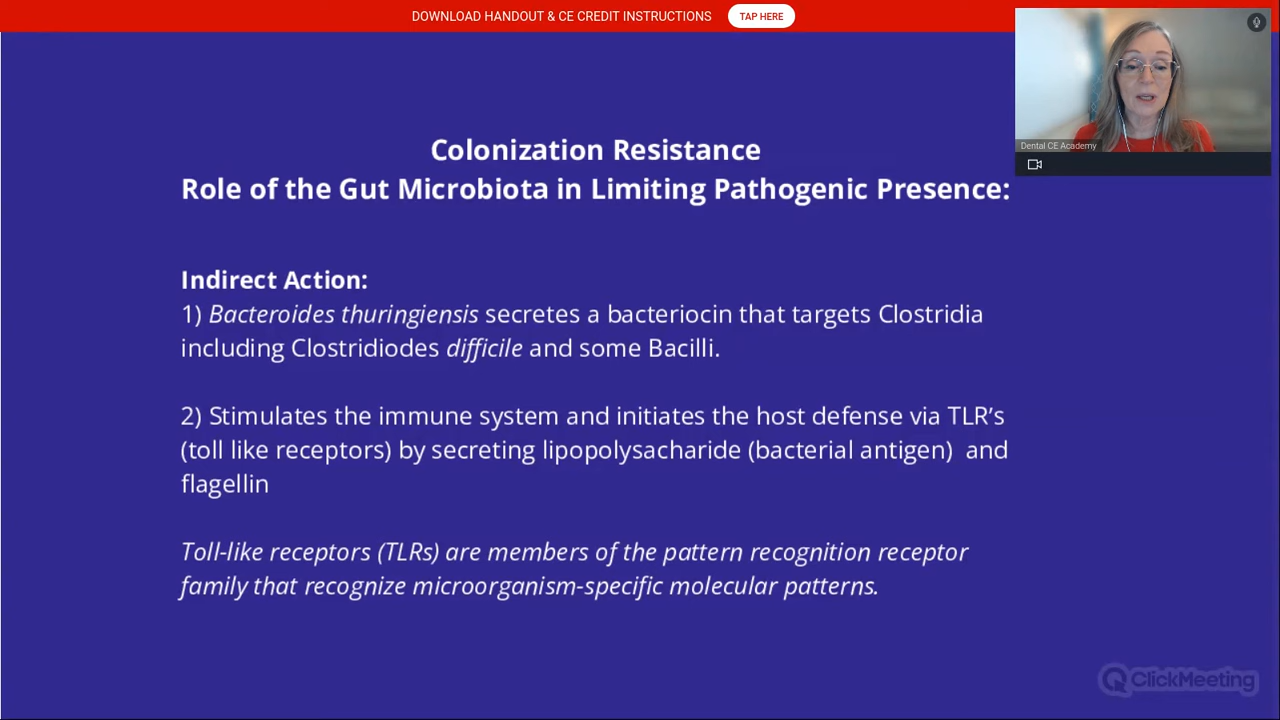 DOWNLOAD HANDOUT & CE CREDIT INSTRUCTIONS TAP HERE
Dental CE Academy
Colonization Resistance
Role of the Gut Microbiota in Limiting Pathogenic Presence:
Indirect Action:
1) Bacteroides thuringiensis secretes a bacteriocin that targets Clostridia
including Clostridiodes difficile and some Bacilli.
2) Stimulates the immune system and initiates the host defense via TLR’s
(toll like receptors) by secreting lipopolysacharide (bacterial antigen)  and
flagellin
Toll-like receptors (TLRs) are members of the pattern recognition receptor
family that recognize microorganism-specific molecular patterns.
ClickMeeting